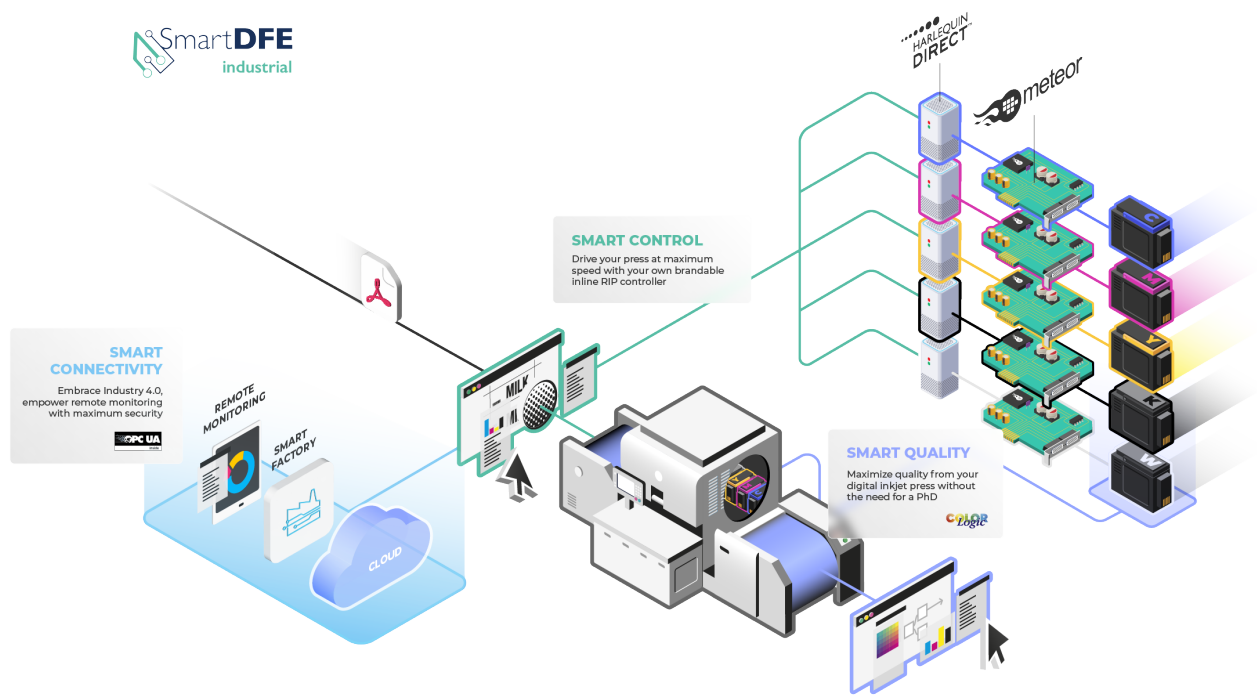 SmartDFE
industrial
HARLEQUIN
DIRECT™
meteor
SMART CONTROL
Drive your press at maximum
speed with your own brandable
inline RIP controller
SMART
CONNECTIVITY
Embrace Industry 4.0,
empower remote monitoring
with maximum security
OPC UA
REMOTE
MONITORING
SMART
FACTORY
CLOUD
MILK
SMART QUALITY
Maximize quality from your
digital inkjet press without
the need for a PhD
COLOR
Logic
C
M
Y
K
W